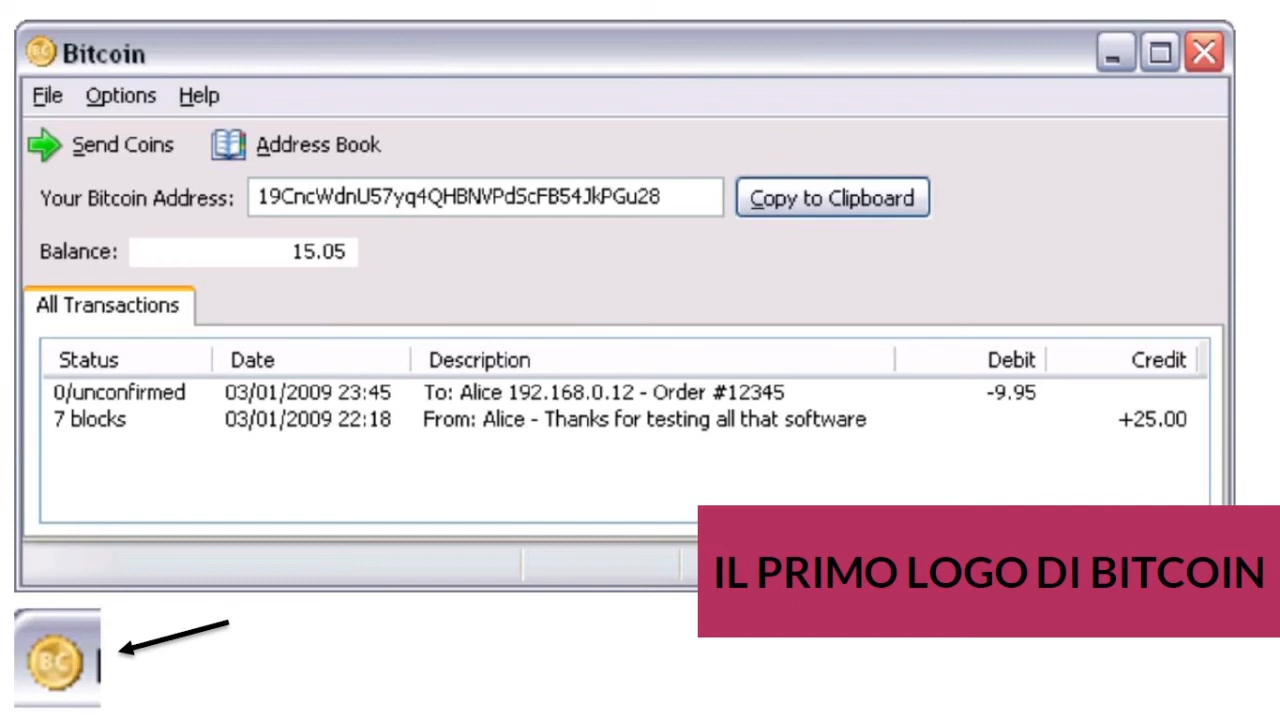 BC Bitcoin
File Options Help
Send Coins Address Book
Your Bitcoin Address: 19CncWdnU57yq4QHBNVPdScFB54JkPGu28 Copy to Clipboard
Balance: 15.05
All Transactions
Status Date Description Debit Credit
0/unconfirmed 03/01/2009 23:45 To: Alice 192.168.0.12 - Order #12345 -9.95
7 blocks 03/01/2009 22:18 From: Alice - Thanks for testing all that software +25.00
IL PRIMO LOGO DI BITCOIN
BC